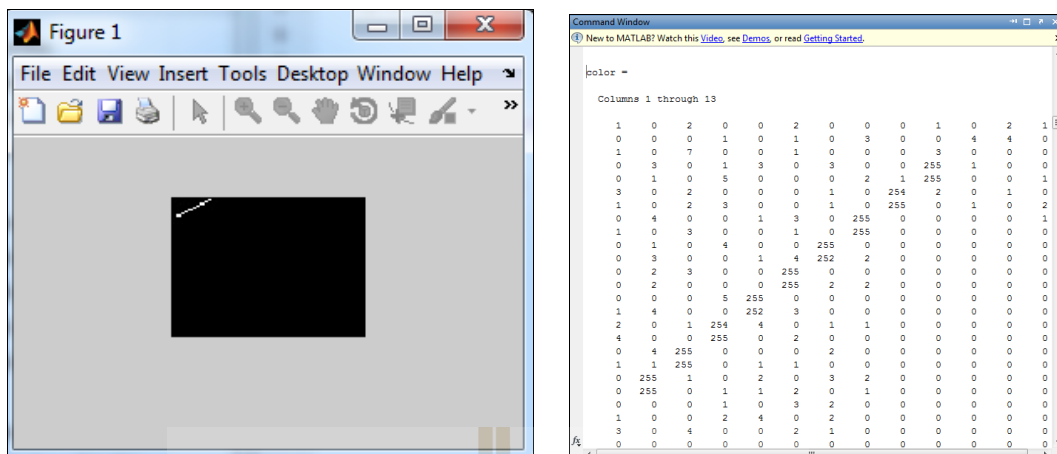 Figure 1
File Edit View Insert Tools Desktop Window Help
Command Window
New to MATLAB? Watch this Video, see Demos, or read Getting Started.
color =
Columns 1 through 13
1 0 2 0 0 2 0 0 0 1 0 2 1
0 0 0 1 0 1 0 3 0 0 4 4 0
1 0 7 0 0 1 0 0 0 3 0 0 0
0 3 0 1 3 0 3 0 0 255 1 0 0
0 1 0 5 0 0 0 2 1 255 0 0 1
3 0 2 0 0 0 1 0 254 2 0 1 0
1 0 2 3 0 0 1 0 255 0 1 0 2
0 4 0 0 1 3 0 255 0 0 0 0 1
1 0 3 0 0 1 0 255 0 0 0 0 0
0 1 0 4 0 0 255 0 0 0 0 0 0
0 3 0 0 1 4 252 2 0 0 0 0 0
0 2 3 0 0 255 0 0 0 0 0 0 0
0 2 0 0 0 255 2 2 0 0 0 0 0
0 0 0 5 255 0 0 0 0 0 0 0 0
1 4 0 0 252 3 0 0 0 0 0 0 0
2 0 1 254 4 0 1 1 0 0 0 0 0
4 0 0 255 0 2 0 0 0 0 0 0 0
0 4 255 0 0 0 2 0 0 0 0 0 0
1 1 255 0 1 1 0 0 0 0 0 0 0
0 255 1 0 2 0 3 2 0 0 0 0 0
0 255 0 1 1 2 0 1 0 0 0 0 0
0 0 0 1 0 3 2 0 0 0 0 0 0
1 0 0 2 4 0 2 0 0 0 0 0 0
3 0 4 0 0 2 1 0 0 0 0 0 0
0 0 0 0 0 0 0 0 0 0 0 0 0
fx